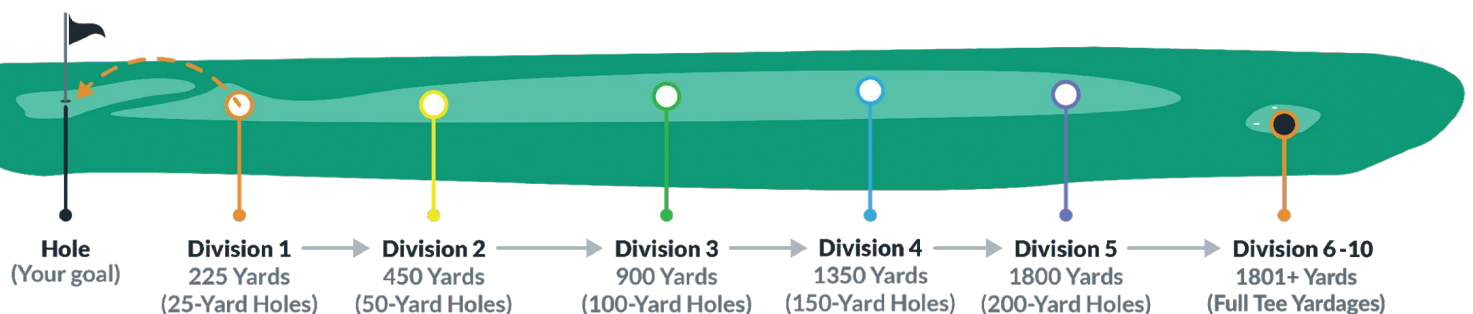 Hole
(Your goal)
Division 1
225 Yards
(25-Yard Holes)
Division 2
450 Yards
(50-Yard Holes)
Division 3
900 Yards
(100-Yard Holes)
Division 4
1350 Yards
(150-Yard Holes)
Division 5
1800 Yards
(200-Yard Holes)
Division 6-10
1801+ Yards
(Full Tee Yardages)